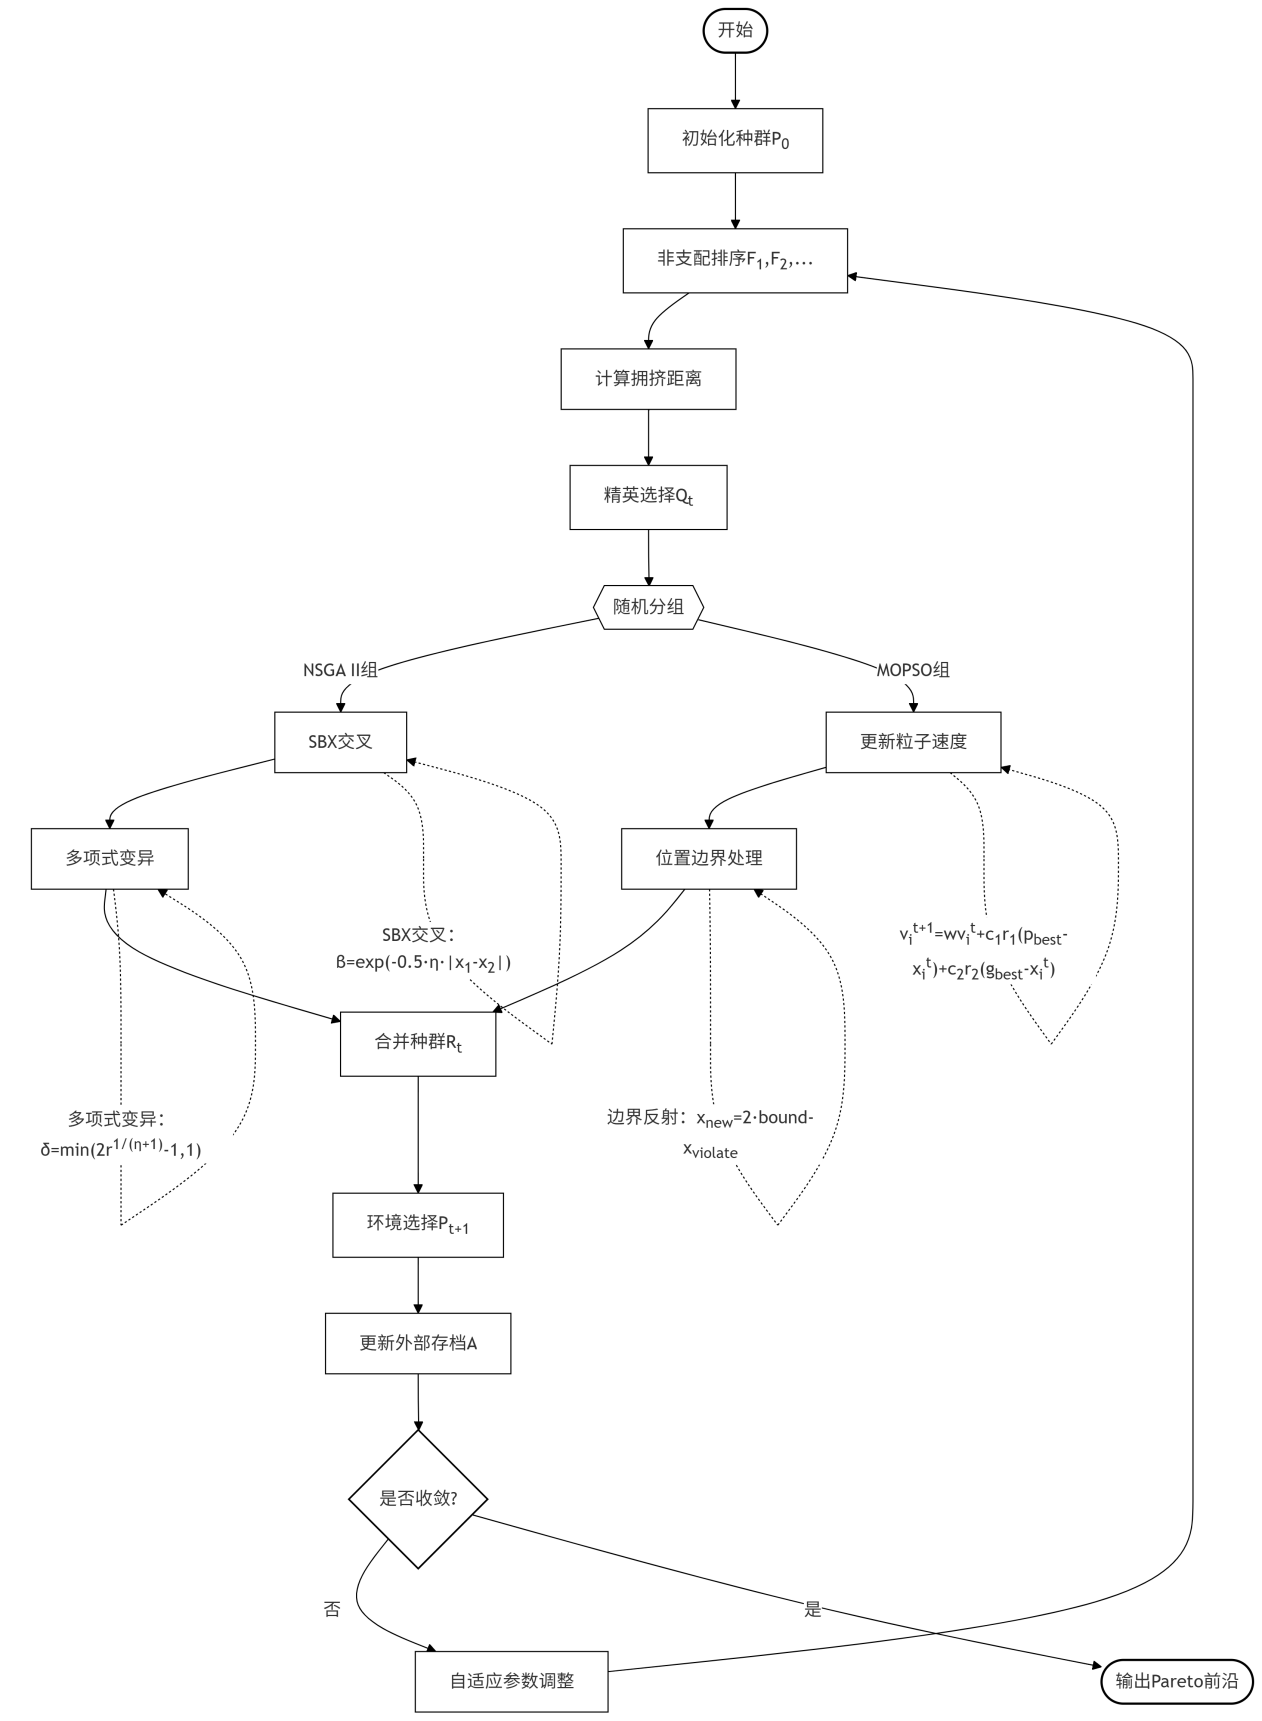 开始
初始化种群P₀
非支配排序F₁,F₂,...
计算拥挤距离
精英选择Qₜ
随机分组
NSGA II组
MOPSO组
SBX交叉
更新粒子速度
多项式变异
位置边界处理
SBX交叉：
β=exp(-0.5·η·|x₁-x₂|)
vᵢᵗ⁺¹=wvᵢᵗ+c₁r₁(p_best-
xᵢᵗ)+c₂r₂(g_best-xᵢᵗ)
合并种群Rₜ
多项式变异：
δ=min(2r^1/(η+1)-1,1)
边界反射：x_new=2·bound-
x_violate
环境选择Pₜ₊₁
更新外部存档A
是否收敛?
否
是
自适应参数调整
输出Pareto前沿